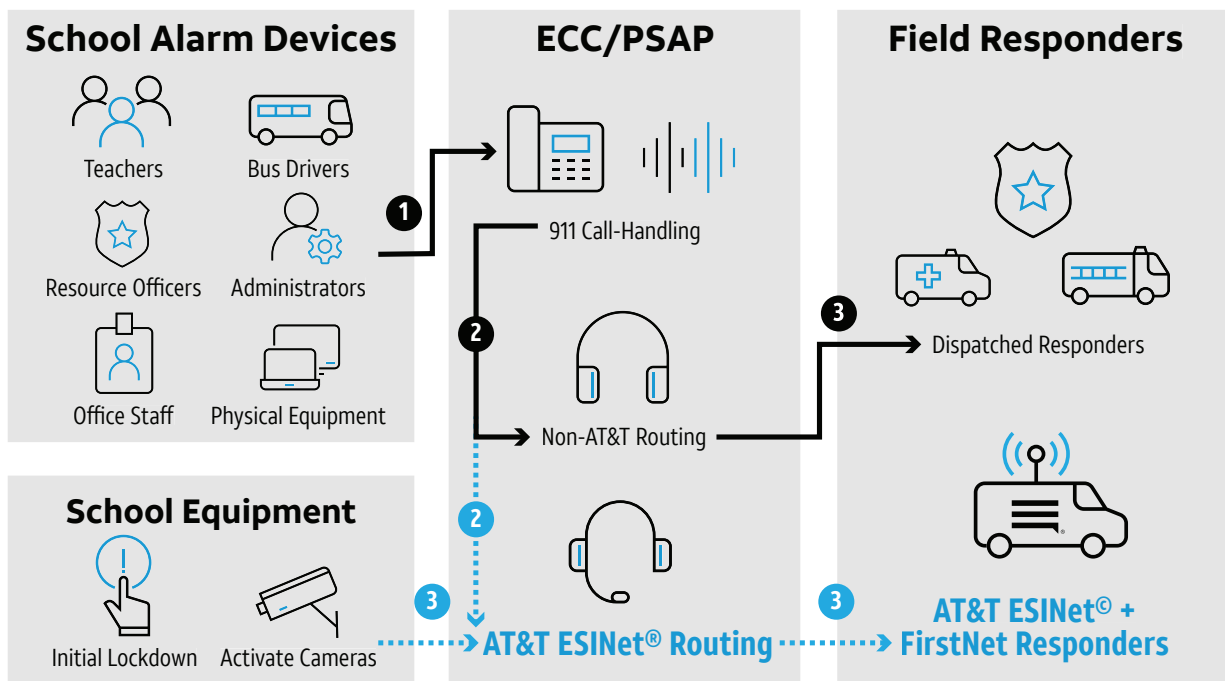 School Alarm Devices
Teachers
Bus Drivers
Resource Officers
Administrators
Office Staff
Physical Equipment
School Equipment
!
Initial Lockdown
Activate Cameras
1
ECC/PSAP
911 Call-Handling
2
Non-AT&T Routing
2
3
AT&T ESINet® Routing
Field Responders
3
Dispatched Responders
®
3
AT&T ESINet© +
FirstNet Responders